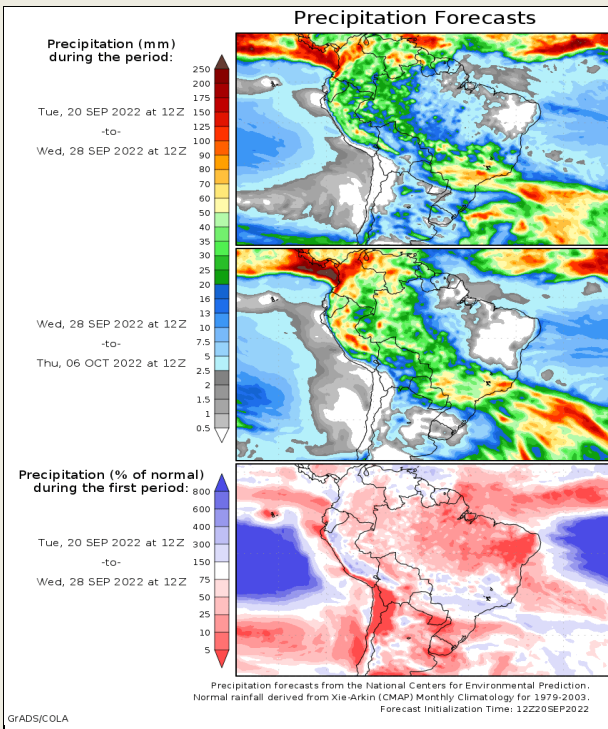 Precipitation Forecasts
Precipitation (mm)
during the period:
Tue, 20 SEP 2022 at 12Z
-to-
Wed, 28 SEP 2022 at 12Z
250
200
175
150
125
100
90
80
70
60
50
40
35
30
25
20
16
13
10
7.5
5
2.5
2
1.5
1
0.5
Wed, 28 SEP 2022 at 12Z
-to-
Thu, 06 OCT 2022 at 12Z
Precipitation (% of normal)
during the first period:
Tue, 20 SEP 2022 at 12Z
-to-
Wed, 28 SEP 2022 at 12Z
800
600
400
300
150
75
50
25
10
5
Precipitation forecasts from the National Centers for Environmental Prediction.
Normal rainfall derived from Xie-Arkin (CMAP) Monthly Climatology for 1979-2003.
Forecast Initialization Time: 12Z20SEP2022
GrADS/COLA